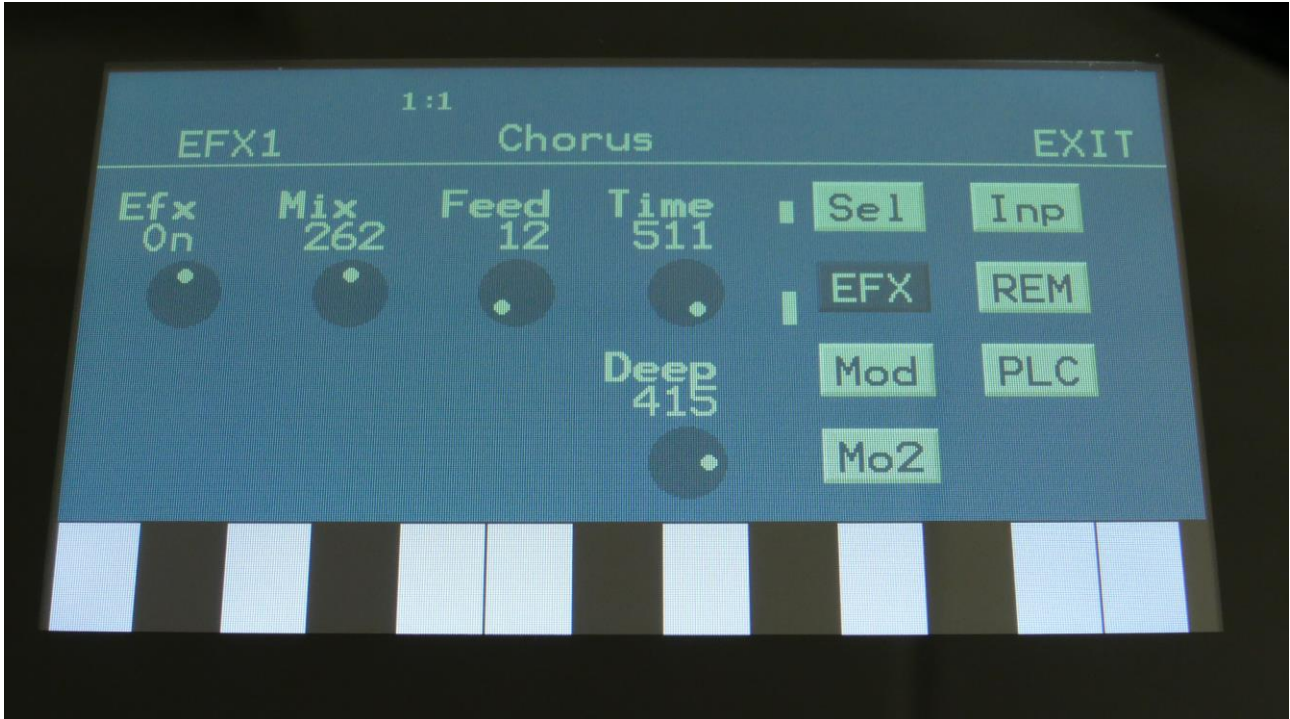 1:1
EFX1 Chorus EXIT
Efx Mix Feed Time Sel Inp
On 262 12 511
EFX REM
Deep Mod PLC
415
Mo2